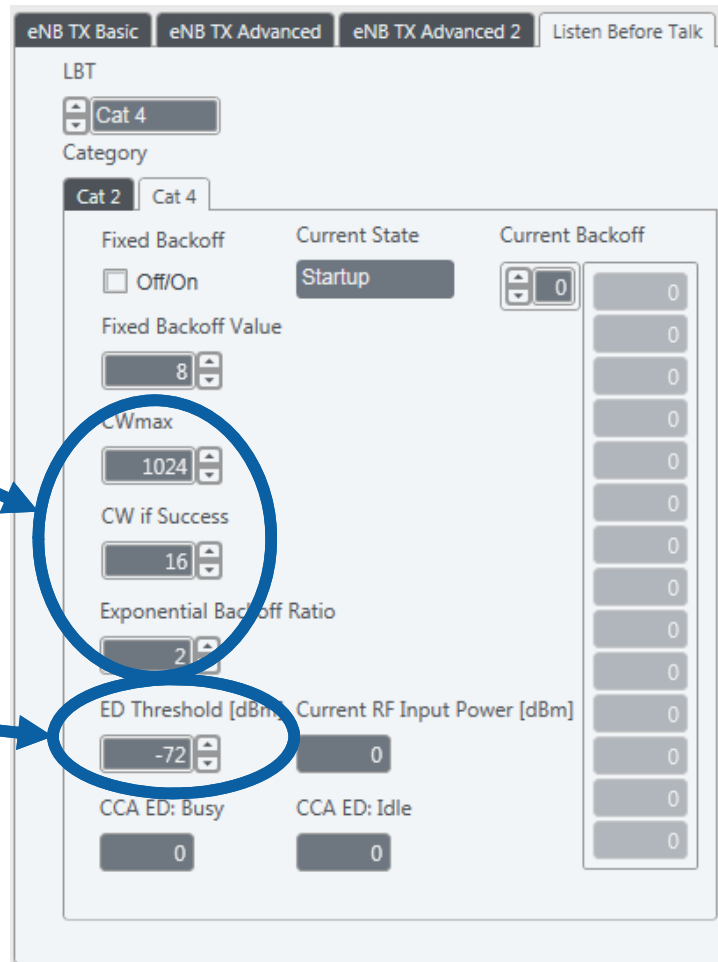 eNB TX Basic eNB TX Advanced eNB TX Advanced 2 Listen Before Talk
LBT
Cat 4
Category
Cat 2 Cat 4
Fixed Backoff Current State Current Backoff
Off/On Startup 0 0
Fixed Backoff Value 0
8 0
CWmax 0
1024 0
CW if Success 0
16 0
0
Exponential Backoff Ratio 0
2 0
ED Threshold [dBm] Current RF Input Power [dBm] 0
-72 0 0
CCA ED: Busy CCA ED: Idle 0
0 0 0